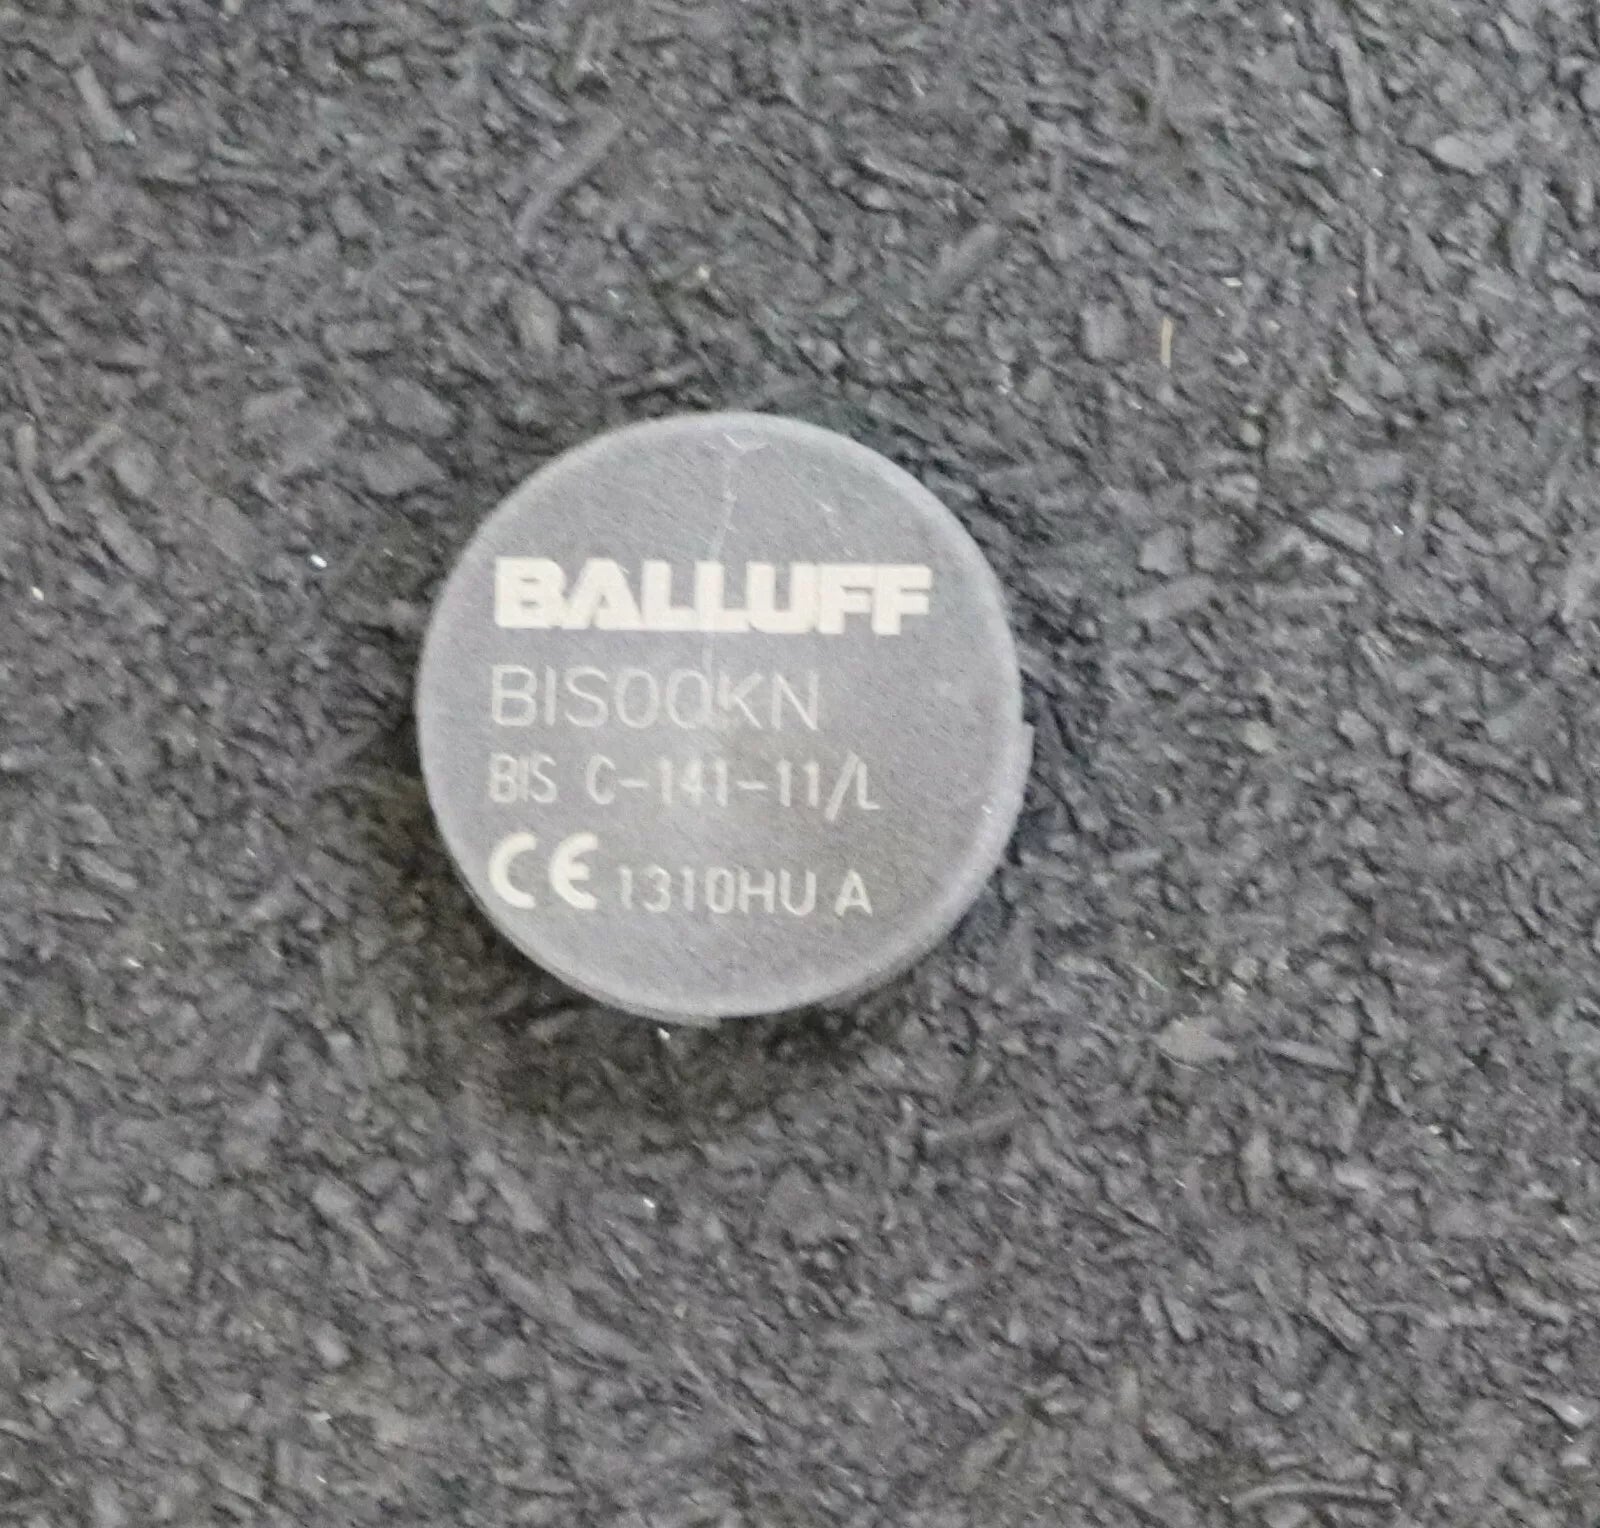 BALLUFF
BIS00KN
BIS C-141-11/L
CE 1310HU A